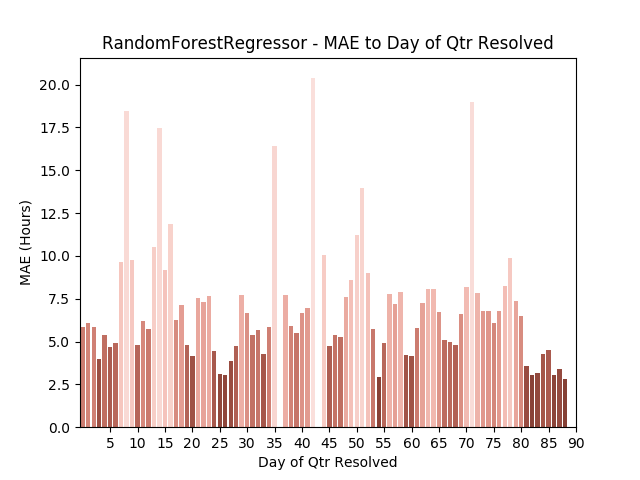 RandomForestRegressor - MAE to Day of Qtr Resolved
20.0
17.5
15.0
12.5
10.0
7.5
5.0
2.5
0.0
MAE (Hours)
5 10 15 20 25 30 35 40 45 50 55 60 65 70 75 80 85 90
Day of Qtr Resolved